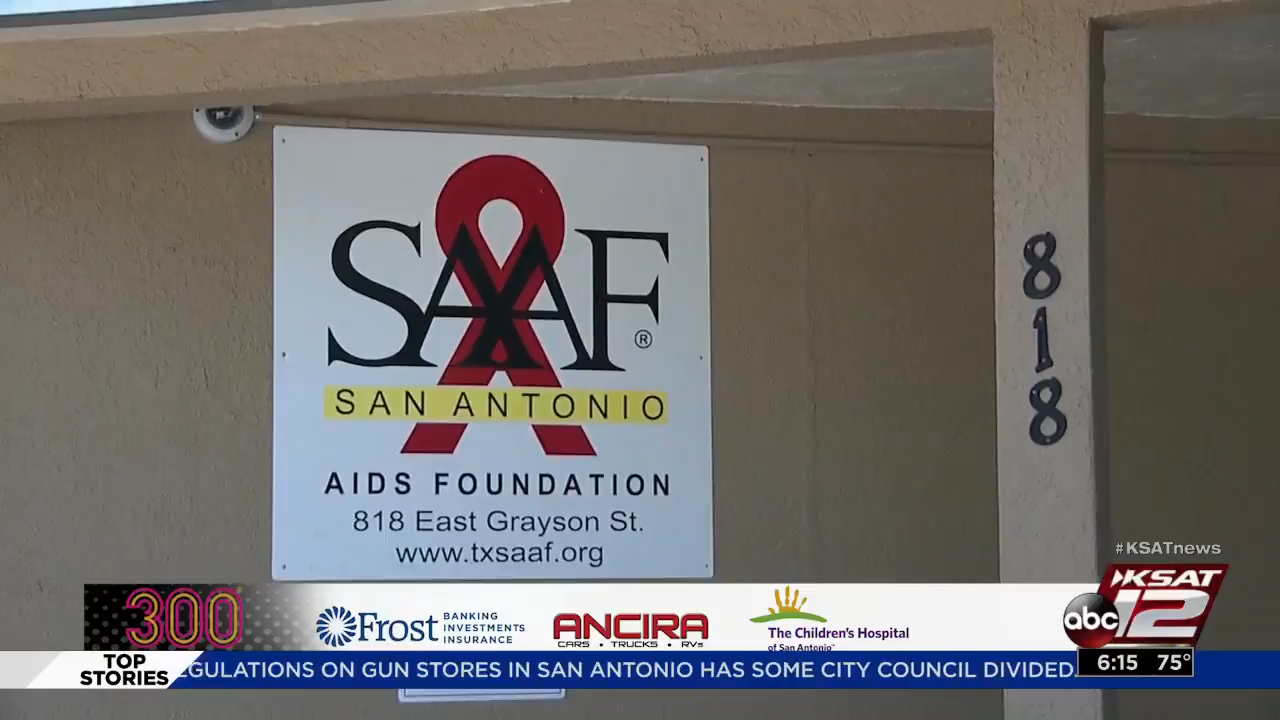 SAAF®
SAN ANTONIO
AIDS FOUNDATION
818 East Grayson St.
www.txsaaf.org
818
#KSATnews
300
Frost BANKING
INVESTMENTS
INSURANCE
ANCIRA
CARS • TRUCKS • RVs
The Children's Hospital
of San Antonio
KSAT
abc 12
TOP
STORIES
EGULATIONS ON GUN STORES IN SAN ANTONIO HAS SOME CITY COUNCIL DIVIDED.
6:15 75°